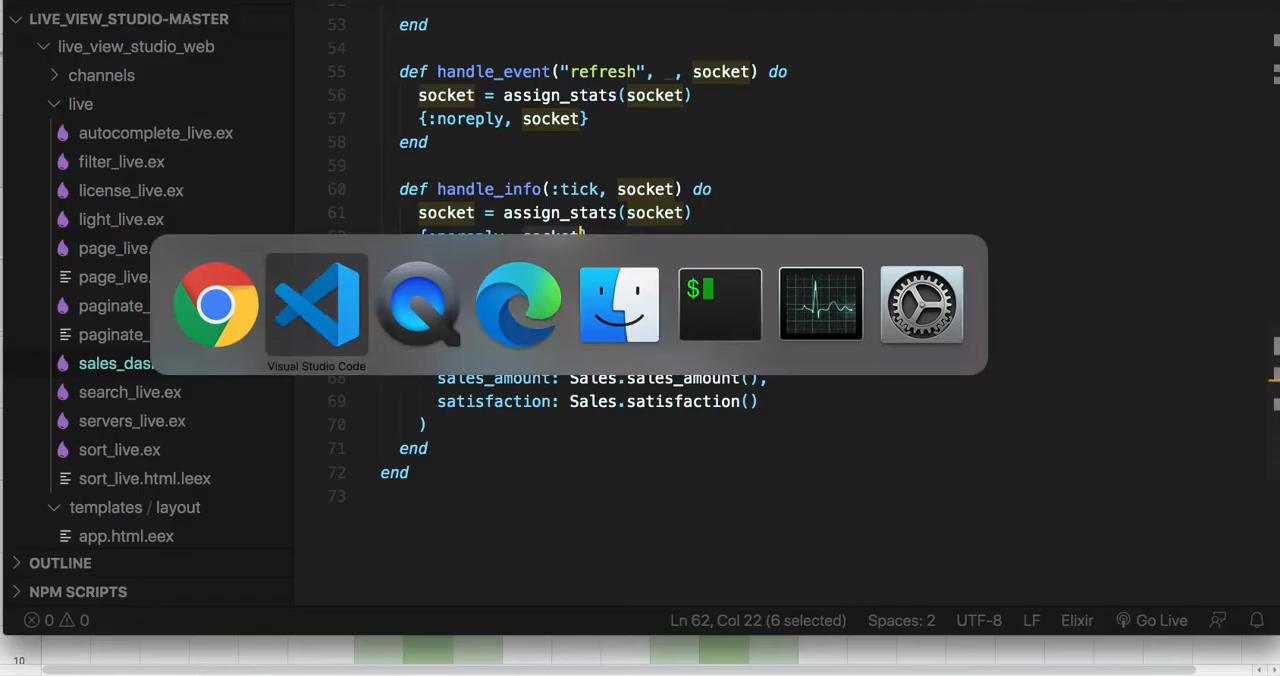 LIVE_VIEW_STUDIO-MASTER
live_view_studio_web
channels
live
autocomplete_live.ex
filter_live.ex
license_live.ex
light_live.ex
page_live.
page_live.
paginate_
paginate_
sales_das
search_live.ex
servers_live.ex
sort_live.ex
sort_live.html.leex
templates / layout
app.html.eex
OUTLINE
NPM SCRIPTS
53 end
54
55 def handle_event("refresh", _, socket) do
56 socket = assign_stats(socket)
57 {:noreply, socket}
58 end
59
60 def handle_info(:tick, socket) do
61 socket = assign_stats(socket)
$
Visual Studio Code
sales_amount: Sales.sales_amount(),
69 satisfaction: Sales.satisfaction()
70 )
71 end
72 end
73
0 0
Ln 62, Col 22 (6 selected) Spaces: 2 UTF-8 LF Elixir Go Live
10